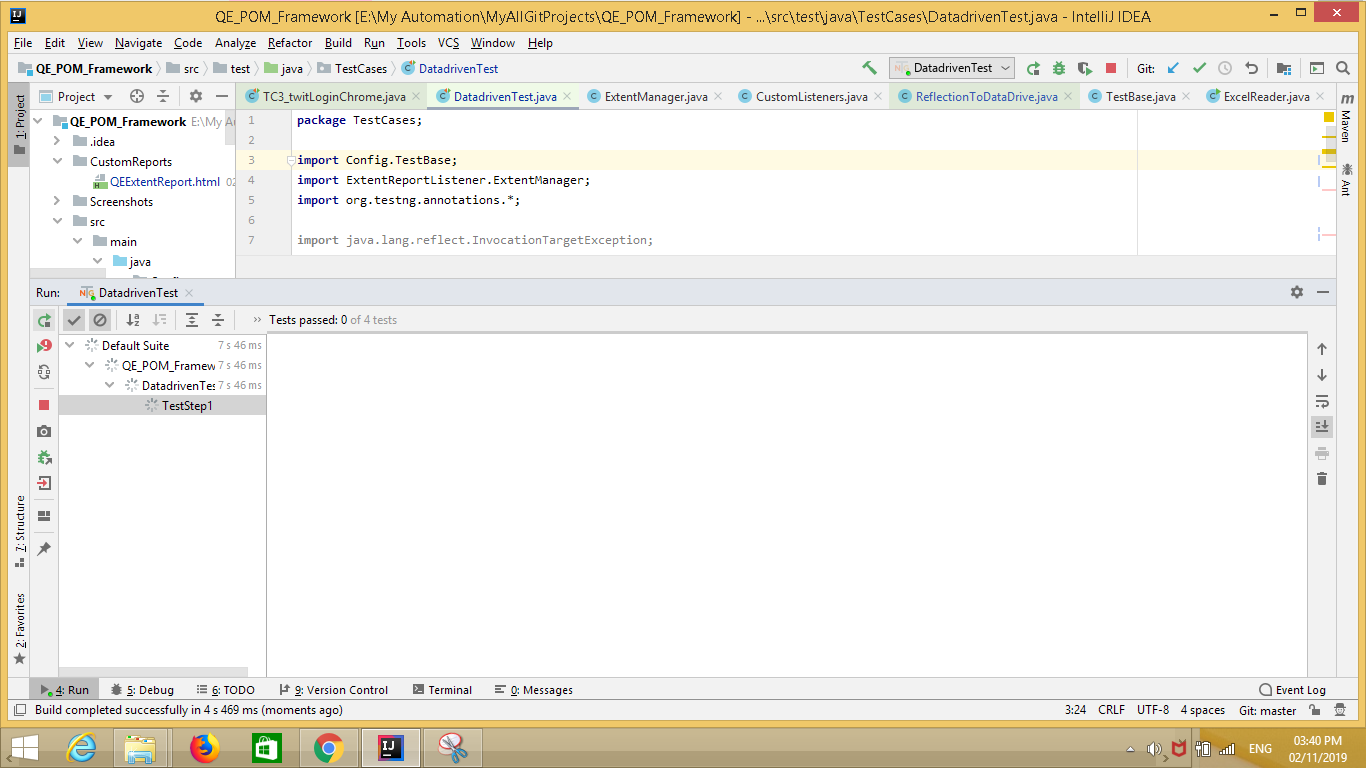 QE_POM_Framework [E:\My Automation\MyAllGitProjects\QE_POM_Framework] - ...\src\test\java\TestCases\DatadrivenTest.java - IntelliJ IDEA
File Edit View Navigate Code Analyze Refactor Build Run Tools VCS Window Help
QE_POM_Framework src test java TestCases DatadrivenTest DatadrivenTest Git:
1: Project
Project
TC3_twitLoginChrome.java DatadrivenTest.java ExtentManager.java CustomListeners.java ReflectionToDataDrive.java TestBase.java ExcelReader.java
Maven
Ant
QE_POM_Framework E:\My A
.idea
CustomReports
QEExtentReport.html 02
Screenshots
src
main
java
1 package TestCases;
2
3 import Config.TestBase;
4 import ExtentReportListener.ExtentManager;
5 import org.testng.annotations.*;
6
7 import java.lang.reflect.InvocationTargetException;
Run: DatadrivenTest
Tests passed: 0 of 4 tests
Default Suite 7 s 46 ms
QE_POM_Framew 7 s 46 ms
DatadrivenTes 7 s 46 ms
TestStep1
7: Structure
2: Favorites
4: Run 5: Debug 6: TODO 9: Version Control Terminal 0: Messages Event Log
Build completed successfully in 4 s 469 ms (moments ago) 3:24 CRLF UTF-8 4 spaces Git: master
ENG
03:40 PM
02/11/2019